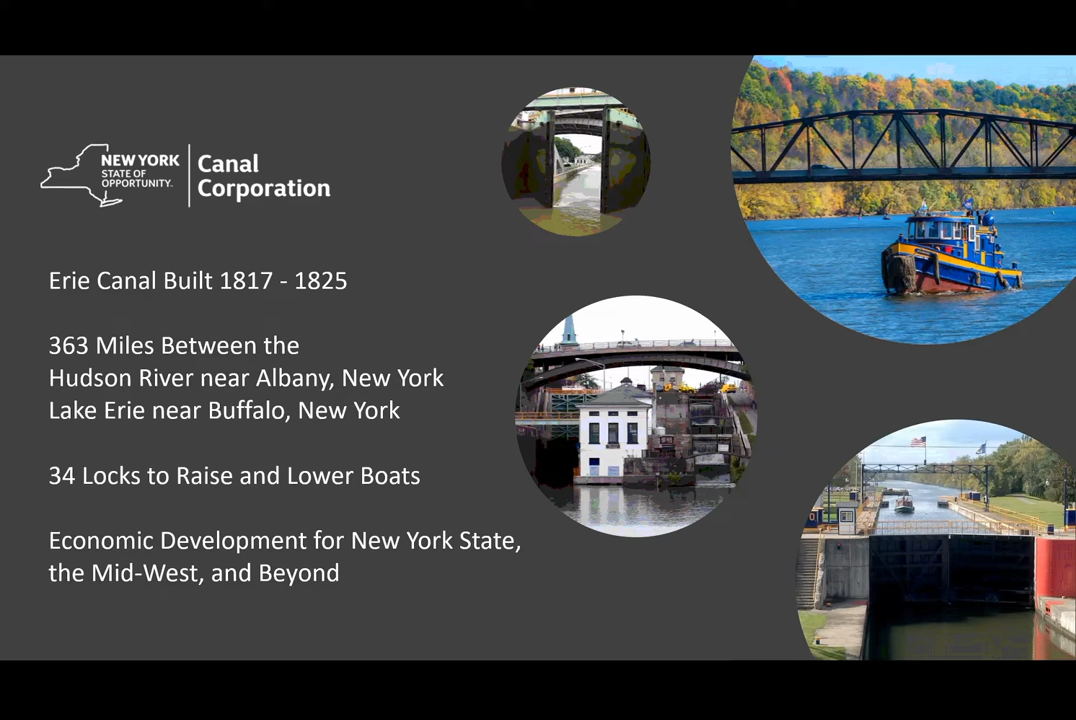 NEW YORK
STATE OF
OPPORTUNITY.
Canal
Corporation
Erie Canal Built 1817 - 1825
363 Miles Between the
Hudson River near Albany, New York
Lake Erie near Buffalo, New York
34 Locks to Raise and Lower Boats
Economic Development for New York State,
the Mid-West, and Beyond